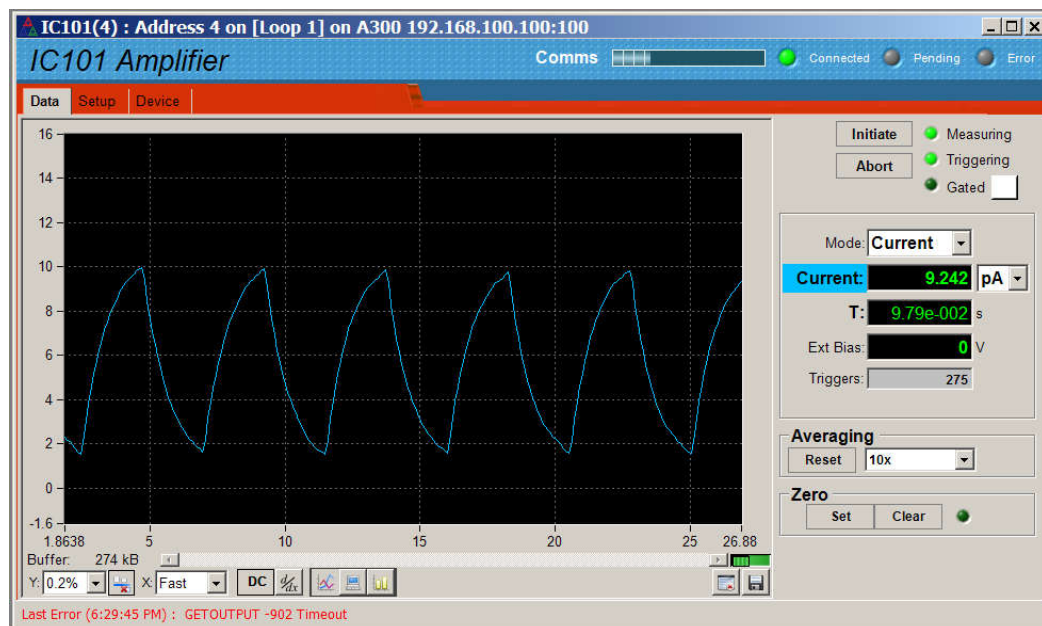 IC101(4) : Address 4 on [Loop 1] on A300 192.168.100.100:100
IC101 Amplifier
Comms
Connected
Pending
Error
Data
Setup
Device
16
14
12
10
8
6
4
2
0
-1.6
1.8638
5
10
15
20
25
26.88
Buffer: 274 kB
Y: 0.2%
X: Fast
DC
d/dx
Initiate
Measuring
Abort
Triggering
Gated
Mode: Current
Current: 9.242 pA
T: 9.79e-002 s
Ext Bias: 0 V
Triggers: 275
Averaging
Reset
10x
Zero
Set
Clear
Last Error (6:29:45 PM) : GETOUTPUT -902 Timeout